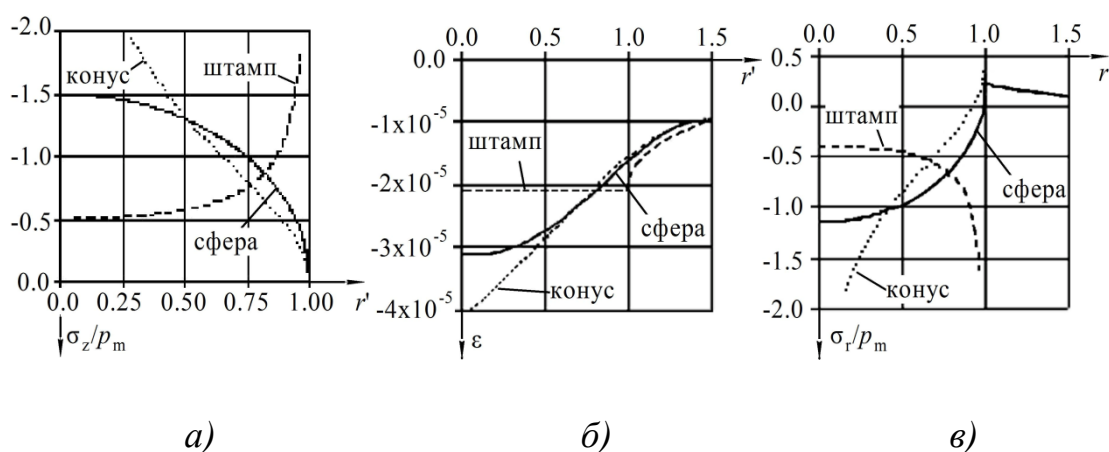 -2.0
-1.5
-1.0
-0.5
0.0
конус
штамп
сфера
0.0 0.25 0.50 0.75 1.00 r'
σz/pm
а)
0.0 0.5 1.0 1.5
r'
0.0
-1x10⁻⁵
-2x10⁻⁵
-3x10⁻⁵
-4x10⁻⁵
штамп
сфера
конус
ε
б)
0.0 0.5 1.0 1.5
r
0.5
0.0
-0.5
-1.0
-1.5
-2.0
штамп
сфера
конус
σr/pm
в)